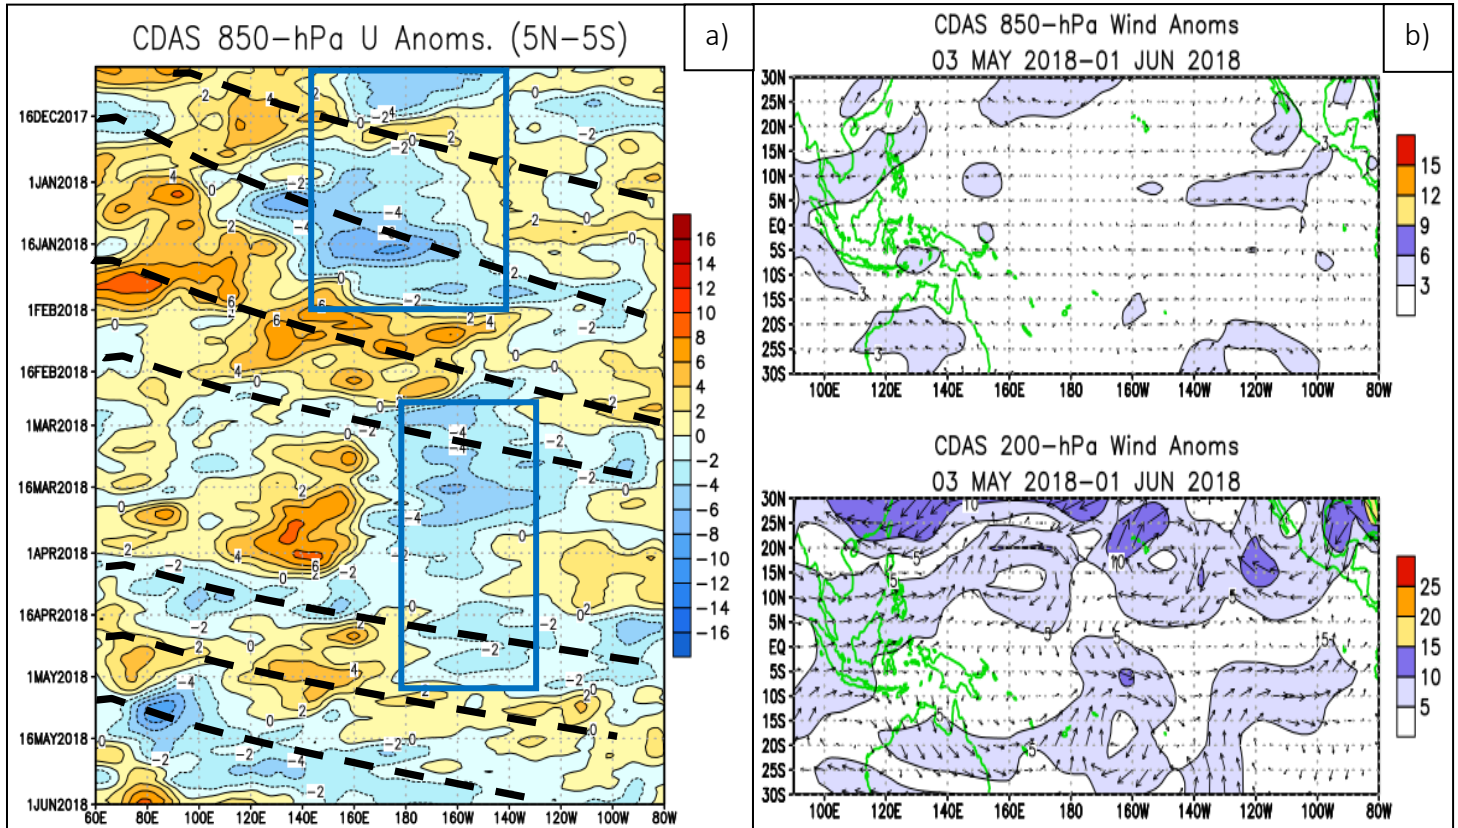 CDAS 850-hPa U Anoms. (5N-5S)
a)
16DEC2017
1JAN2018
16JAN2018
1FEB2018
16FEB2018
1MAR2018
16MAR2018
1APR2018
16APR2018
1MAY2018
16MAY2018
1JUN2018
60E 80E 100E 120E 140E 160E 180 160W 140W 120W 100W 80W
16
14
12
10
8
6
4
2
0
-2
-4
-6
-8
-10
-12
-14
-16
b)
CDAS 850-hPa Wind Anoms
03 MAY 2018-01 JUN 2018
30N
25N
20N
15N
10N
5N
EQ
5S
10S
15S
20S
25S
30S
100E 120E 140E 160E 180 160W 140W 120W 100W 80W
15
12
9
6
3
CDAS 200-hPa Wind Anoms
03 MAY 2018-01 JUN 2018
30N
25N
20N
15N
10N
5N
EQ
5S
10S
15S
20S
25S
30S
100E 120E 140E 160E 180 160W 140W 120W 100W 80W
25
20
15
10
5